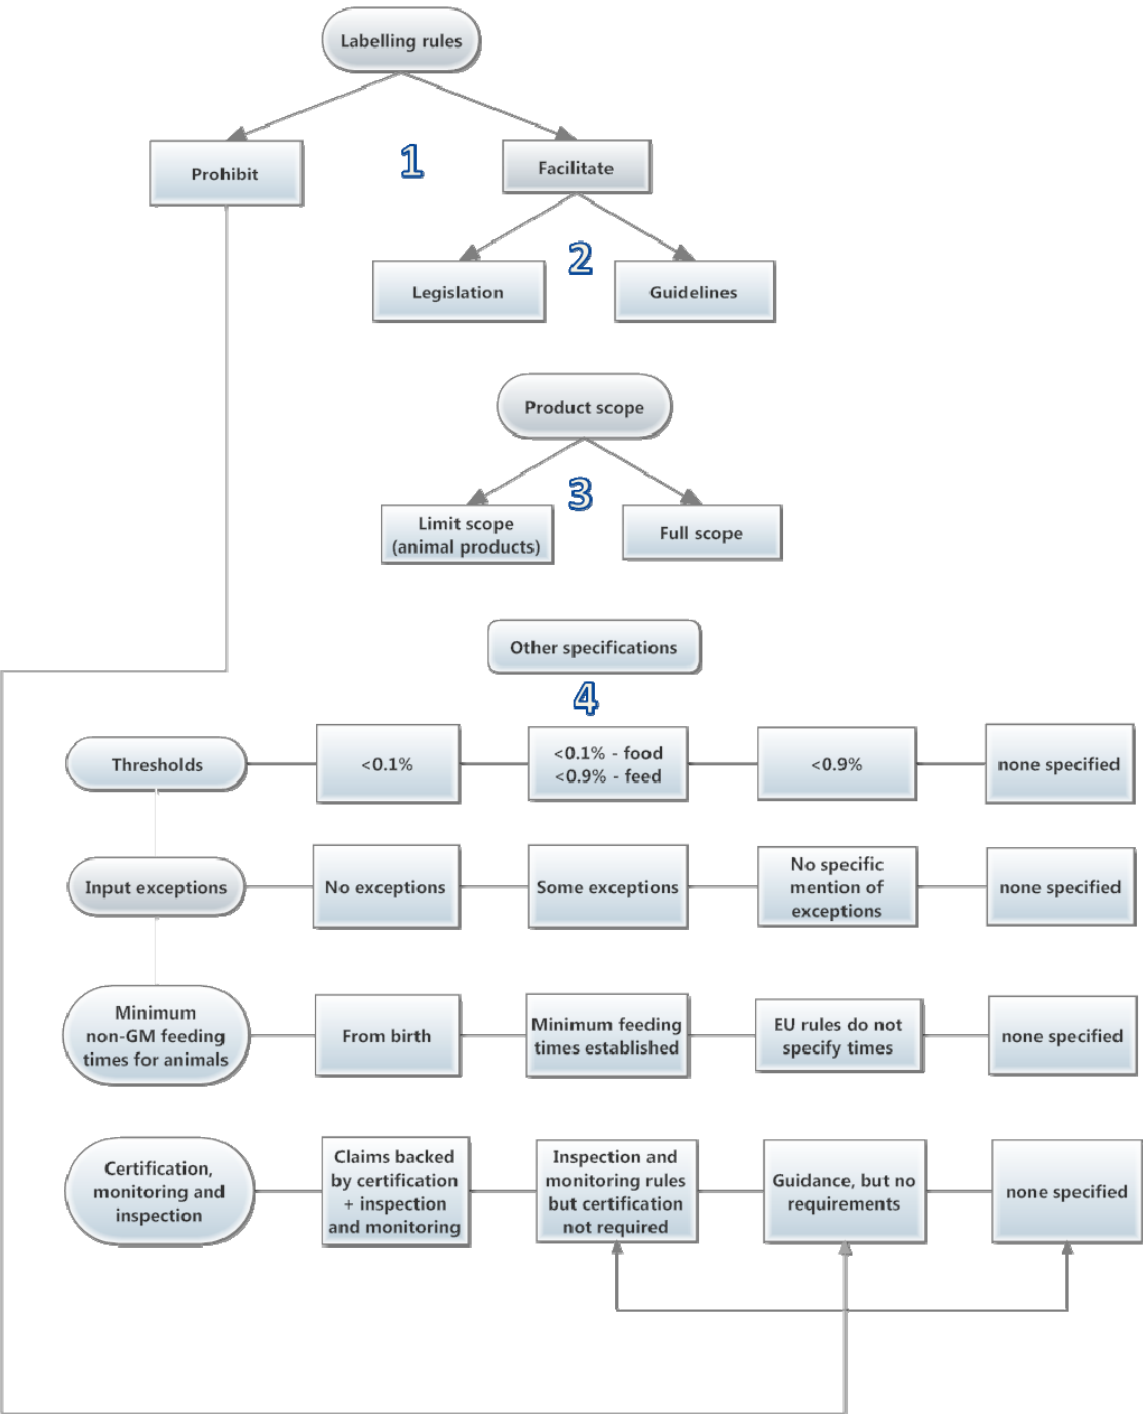 Labelling rules
Prohibit
1
Facilitate
2
Legislation
Guidelines
Product scope
3
Limit scope
(animal products)
Full scope
Other specifications
4
Thresholds
<0.1%
<0.1% - food
<0.9% - feed
<0.9%
none specified
Input exceptions
No exceptions
Some exceptions
No specific
mention of
exceptions
none specified
Minimum
non-GM feeding
times for animals
From birth
Minimum feeding
times established
EU rules do not
specify times
none specified
Certification,
monitoring and
inspection
Claims backed
by certification
+ inspection
and monitoring
Inspection and
monitoring rules
but certification
not required
Guidance, but no
requirements
none specified